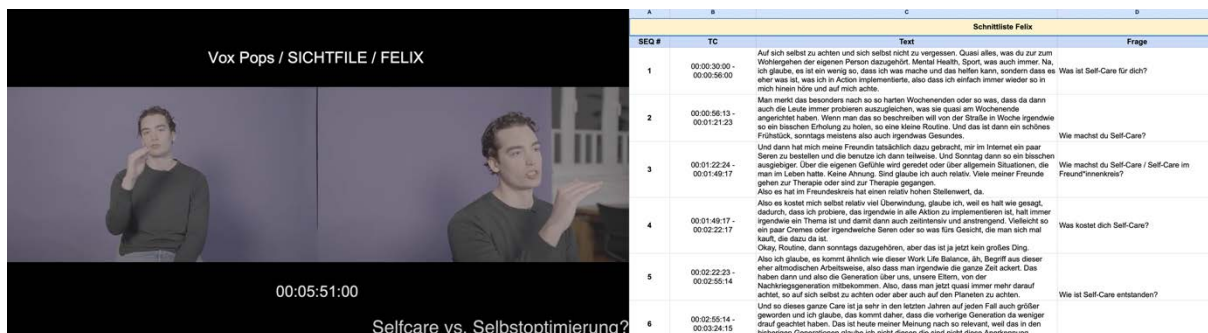 Vox Pops / SICHTFILE / FELIX
00:05:51:00
Selfcare vs. Selbstoptimierung?
A B C D
Schnittliste Felix
SEQ # TC Text Frage
1
00:00:30:00 -
00:00:56:00
Auf sich selbst zu achten und sich selbst nicht zu vergessen. Quasi alles, was du zur zum
Wohlergehen der eigenen Person dazugehört. Mental Health, Sport, was auch immer. Na,
ich glaube, es ist ein wenig so, dass ich was mache und das helfen kann, sondern dass es
eher was ist, was ich in Action implementierte, also dass ich einfach immer wieder so in
mich hinein höre und auf mich achte.
Was ist Self-Care für dich?
2
00:00:56:13 -
00:01:21:23
Man merkt das besonders nach so so harten Wochenenden oder so was, dass da dann
auch die Leute immer probieren auszugleichen, was sie quasi am Wochenende
angerichtet haben. Wenn man das so beschreiben will von der Straße in Woche irgendwie
so ein bisschen Erholung zu holen, so eine kleine Routine. Und das ist dann ein schönes
Frühstück, sonntags meistens also auch irgendwas Gesundes.
Wie machst du Self-Care?
3
00:01:22:24 -
00:01:49:17
Und dann hat mich meine Freundin tatsächlich dazu gebracht, mir im Internet ein paar
Seren zu bestellen und die benutze ich dann teilweise. Und Sonntag dann so ein bisschen
ausgiebiger. Über die eigenen Gefühle wird geredet oder über allgemein Situationen, die
man im Leben hatte. Keine Ahnung. Sind glaube ich auch relativ. Viele meiner Freunde
gehen zur Therapie oder sind zur Therapie gegangen.
Also es hat im Freundeskreis hat einen relativ hohen Stellenwert, da.
Wie machst du Self-Care / Self-Care im
Freund*innenkreis?
4
00:01:49:17 -
00:02:22:17
Also es kostet mich selbst relativ viel Überwindung, glaube ich, weil es halt wie gesagt,
dadurch, dass ich probiere, das irgendwie in alle Aktion zu implementieren ist, halt immer
irgendwie ein Thema ist und damit dann auch zeitintensiv und anstrengend. Vielleicht so
ein paar Cremes oder irgendwelche Seren oder so was fürs Gesicht, die man sich mal
kauft, die dazu da ist.
Okay, Routine, dann sonntags dazugehören, aber das ist ja jetzt kein großes Ding.
Was kostet dich Self-Care?
5
00:02:22:23 -
00:02:55:14
Also ich glaube, es kommt ähnlich wie dieser Work Life Balance, äh, Begriff aus dieser
eher altmodischen Arbeitsweise, also dass man irgendwie die ganze Zeit ackert. Das
haben dann und also die Generation über uns, unsere Eltern, von der
Nachkriegsgeneration mitbekommen. Also, dass man jetzt quasi immer mehr darauf
achtet, so auf sich selbst zu achten oder aber auch auf den Planeten zu achten.
Wie ist Self-Care entstanden?
6
00:02:55:14 -
00:03:24:15
Und so dieses ganze Care ist ja sehr in den letzten Jahren auf jeden Fall auch größer
geworden und ich glaube, das kommt daher, dass die vorherige Generation da weniger
drauf geachtet haben. Das ist heute meiner Meinung nach so relevant, weil das in den